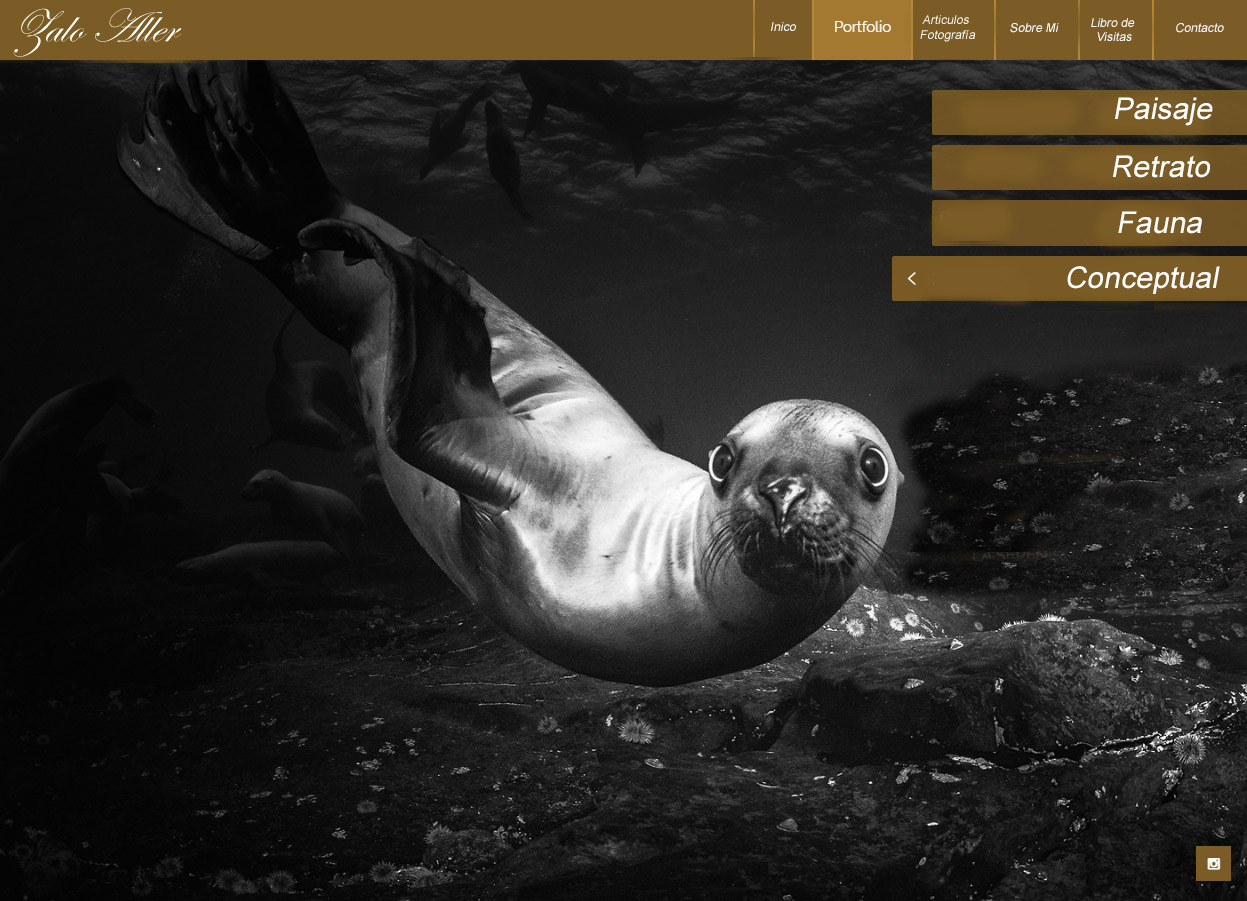 Zalo Aller
Inico
Portfolio
Articulos
Fotografía
Sobre Mi
Libro de
Visitas
Contacto
Paisaje
Retrato
Fauna
Conceptual